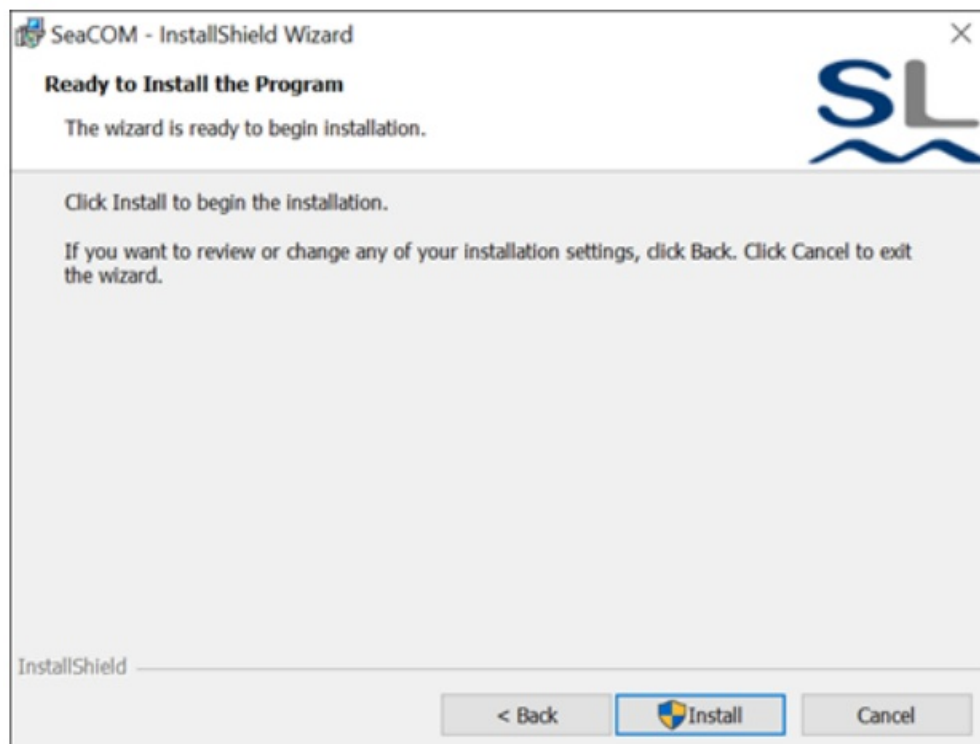 SeaCOM - InstallShield Wizard
Ready to Install the Program
The wizard is ready to begin installation.
SL
Click Install to begin the installation.
If you want to review or change any of your installation settings, click Back. Click Cancel to exit
the wizard.
InstallShield
< Back
Install
Cancel